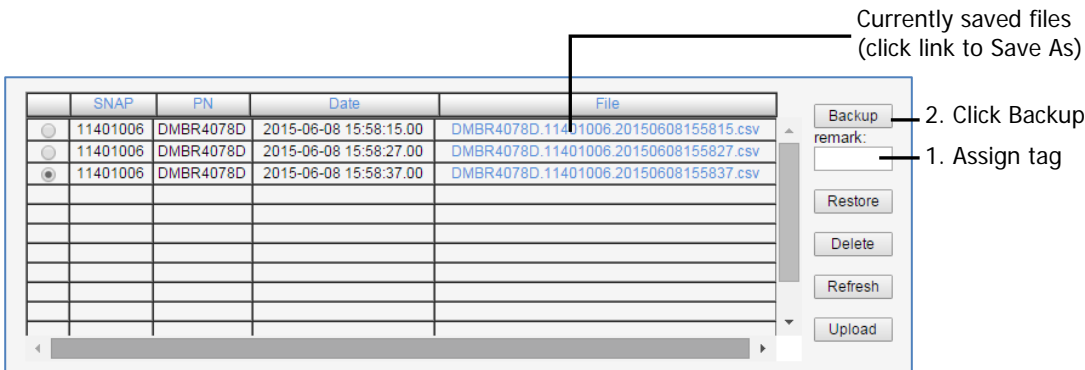 Currently saved files
(click link to Save As)
SNAP PN Date File
11401006 DMBR4078D 2015-06-08 15:58:15.00 DMBR4078D.11401006.20150608155815.csv
11401006 DMBR4078D 2015-06-08 15:58:27.00 DMBR4078D.11401006.20150608155827.csv
11401006 DMBR4078D 2015-06-08 15:58:37.00 DMBR4078D.11401006.20150608155837.csv
Backup
2. Click Backup
remark:
1. Assign tag
Restore
Delete
Refresh
Upload